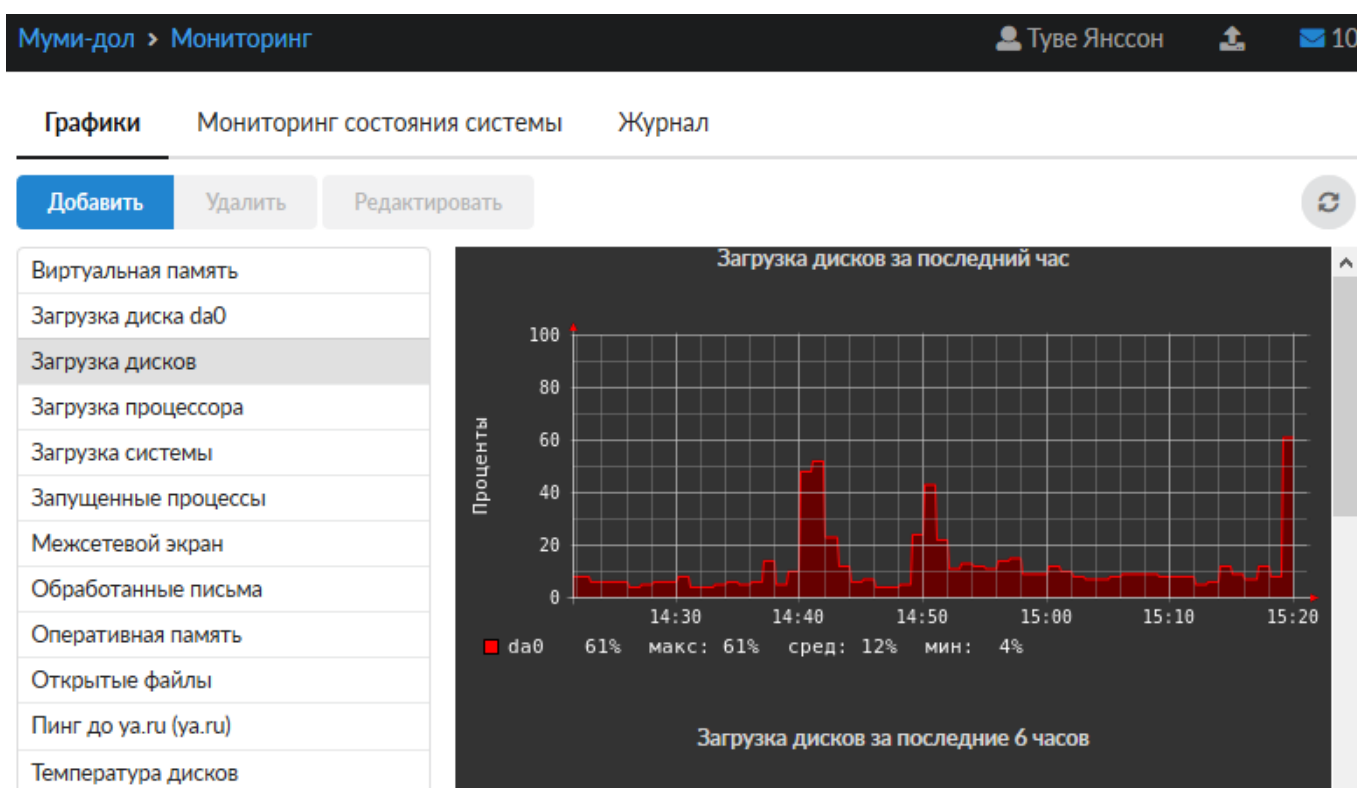 Муми-дол > Мониторинг Туве Янссон 10
Графики Мониторинг состояния системы Журнал
Добавить Удалить Редактировать
Виртуальная память
Загрузка диска da0
Загрузка дисков
Загрузка процессора
Загрузка системы
Запущенные процессы
Межсетевой экран
Обработанные письма
Оперативная память
Открытые файлы
Пинг до ya.ru (ya.ru)
Температура дисков
Загрузка дисков за последний час
Проценты
100
80
60
40
20
0
14:30 14:40 14:50 15:00 15:10 15:20
da0 61% макс: 61% сред: 12% мин: 4%
Загрузка дисков за последние 6 часов